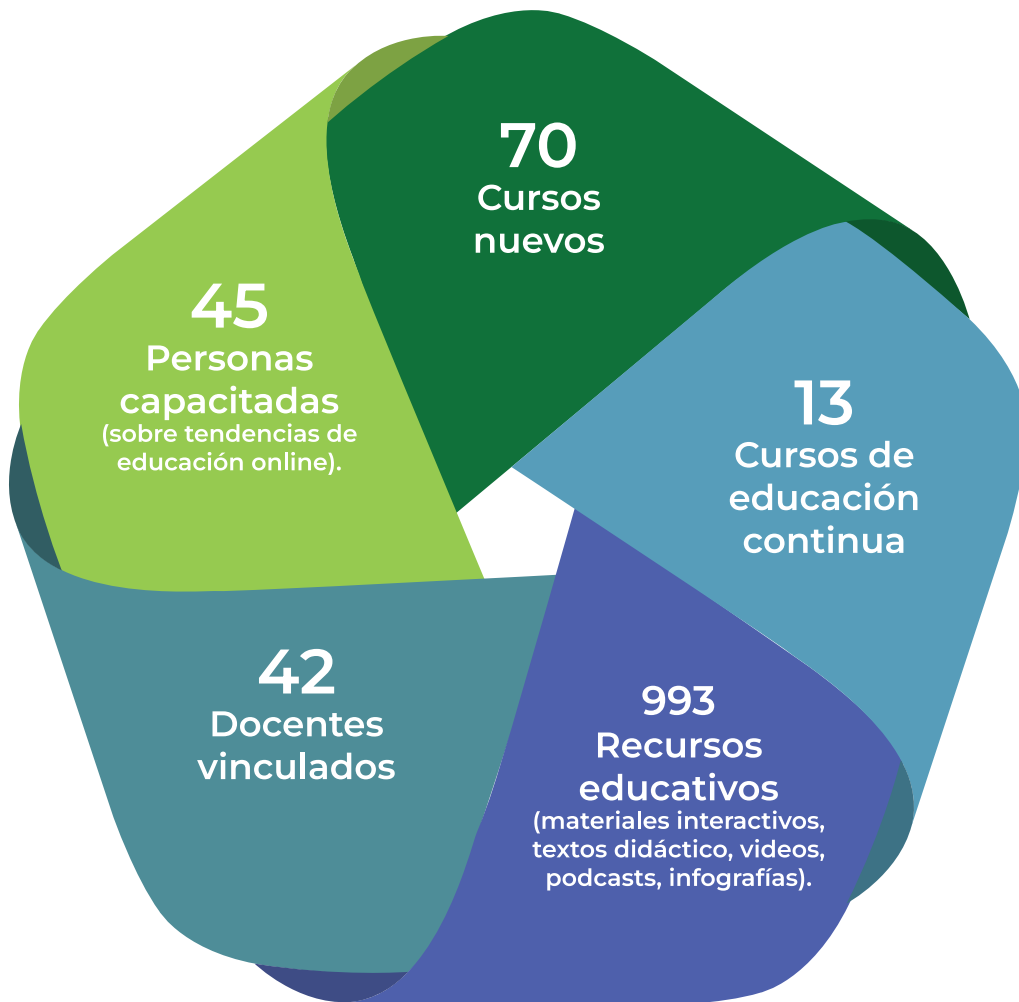 70
Cursos
nuevos
45
Personas
capacitadas
(sobre tendencias de
educación online).
13
Cursos de
educación
continua
42
Docentes
vinculados
993
Recursos
educativos
(materiales interactivos,
textos didáctico, videos,
podcasts, infografías).